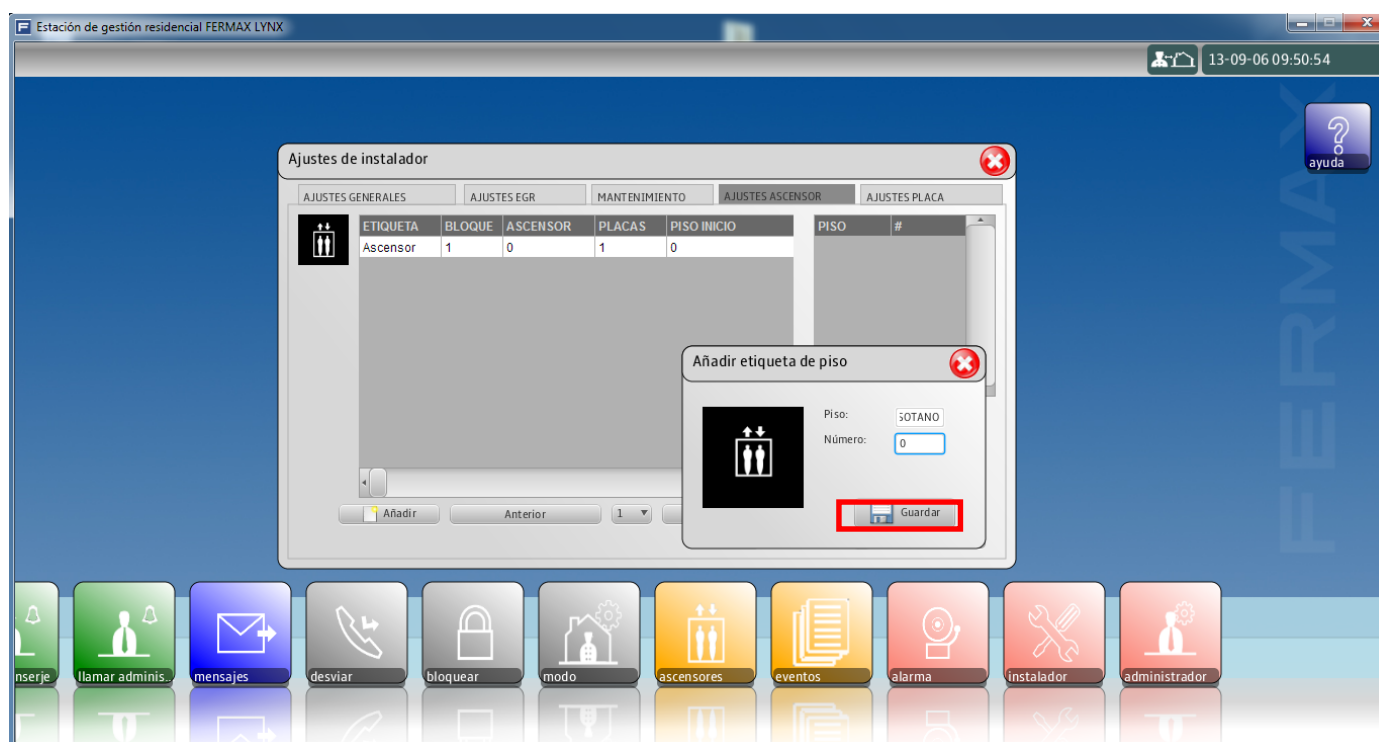 Estación de gestión residencial FERMAX LYNX
13-09-06 09:50:54
ayuda
FERMAX
Ajustes de instalador
AJUSTES GENERALES AJUSTES EGR MANTENIMIENTO AJUSTES ASCENSOR AJUSTES PLACA
ETIQUETA BLOQUE ASCENSOR PLACAS PISO INICIO PISO #
Ascensor 1 0 1 0
Añadir etiqueta de piso
Piso: SOTANO
Número: 0
Guardar
Añadir Anterior 1
nserje llamar adminis.. mensajes desviar bloquear modo ascensores eventos alarma instalador administrador